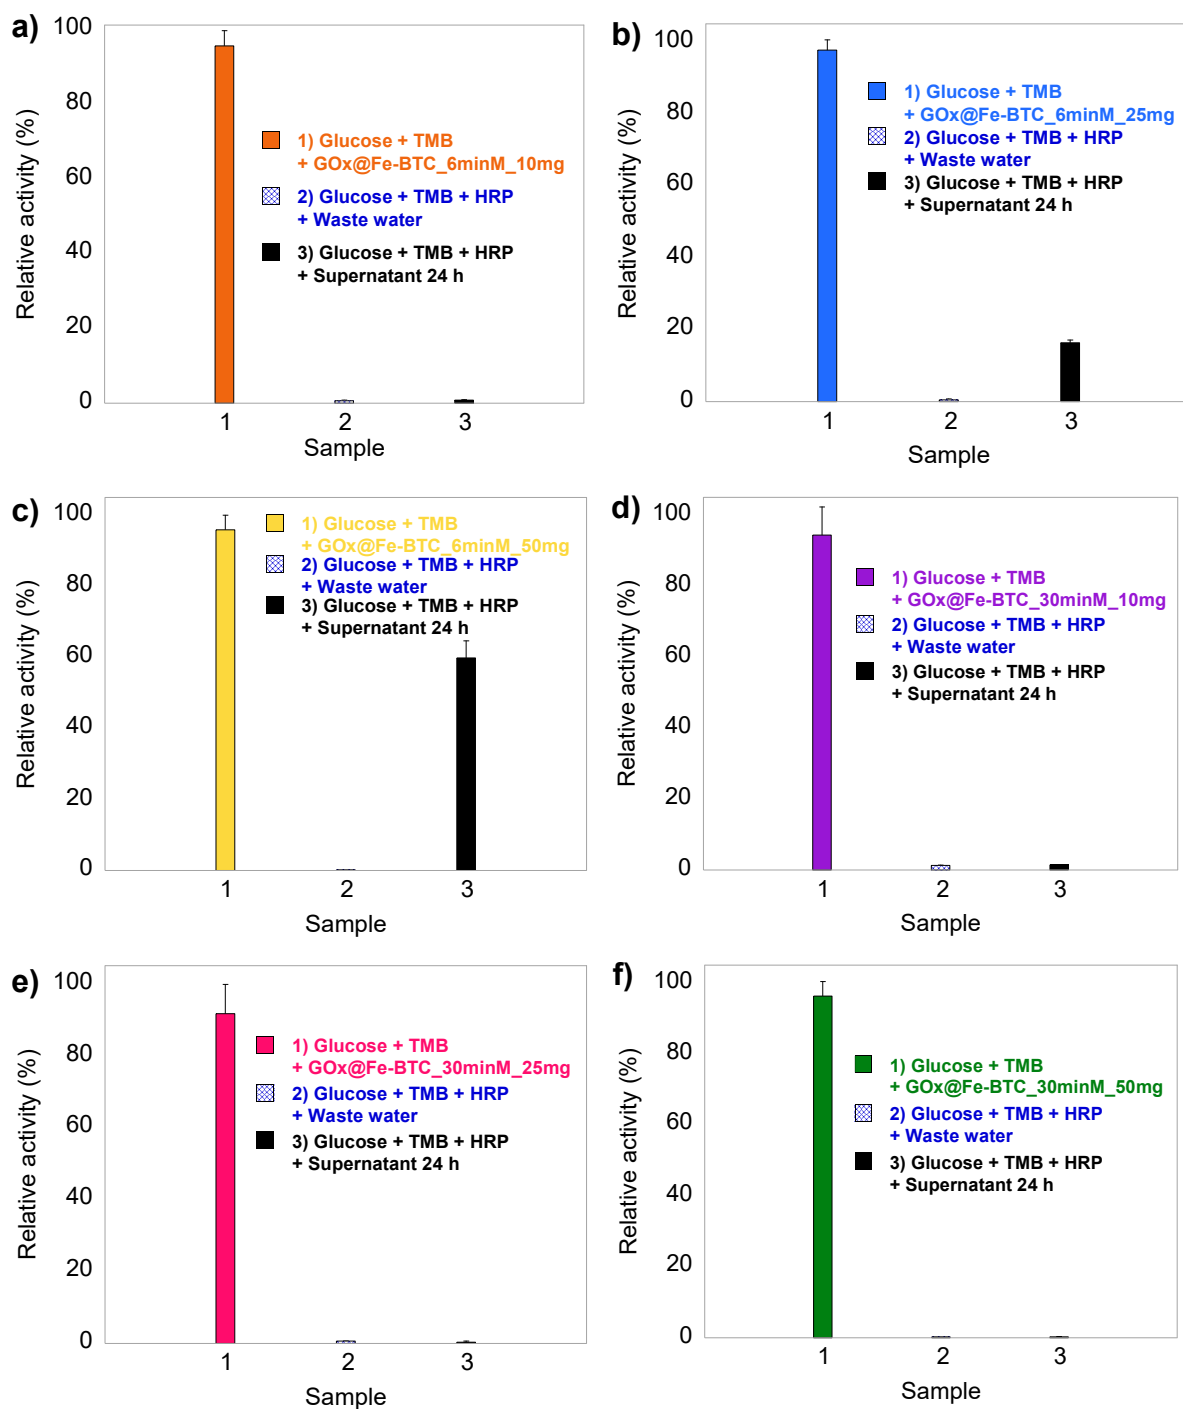 a)
Relative activity (%)
100
80
60
40
20
0
1) Glucose + TMB
+ GOx@Fe-BTC_6minM_10mg
2) Glucose + TMB + HRP
+ Waste water
3) Glucose + TMB + HRP
+ Supernatant 24 h
1 2 3
Sample
b)
Relative activity (%)
100
80
60
40
20
0
1) Glucose + TMB
+ GOx@Fe-BTC_6minM_25mg
2) Glucose + TMB + HRP
+ Waste water
3) Glucose + TMB + HRP
+ Supernatant 24 h
1 2 3
Sample
c)
Relative activity (%)
100
80
60
40
20
0
1) Glucose + TMB
+ GOx@Fe-BTC_6minM_50mg
2) Glucose + TMB + HRP
+ Waste water
3) Glucose + TMB + HRP
+ Supernatant 24 h
1 2 3
Sample
d)
Relative activity (%)
100
80
60
40
20
0
1) Glucose + TMB
+ GOx@Fe-BTC_30minM_10mg
2) Glucose + TMB + HRP
+ Waste water
3) Glucose + TMB + HRP
+ Supernatant 24 h
1 2 3
Sample
e)
Relative activity (%)
100
80
60
40
20
0
1) Glucose + TMB
+ GOx@Fe-BTC_30minM_25mg
2) Glucose + TMB + HRP
+ Waste water
3) Glucose + TMB + HRP
+ Supernatant 24 h
1 2 3
Sample
f)
Relative activity (%)
100
80
60
40
20
0
1) Glucose + TMB
+ GOx@Fe-BTC_30minM_50mg
2) Glucose + TMB + HRP
+ Waste water
3) Glucose + TMB + HRP
+ Supernatant 24 h
1 2 3
Sample